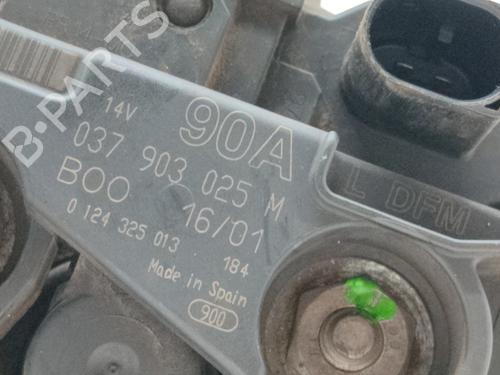 B-PARTS
14V 90A
037 903 025 M
BOO 16/01
0 124 325 013 184
Made in Spain
900
L DFM